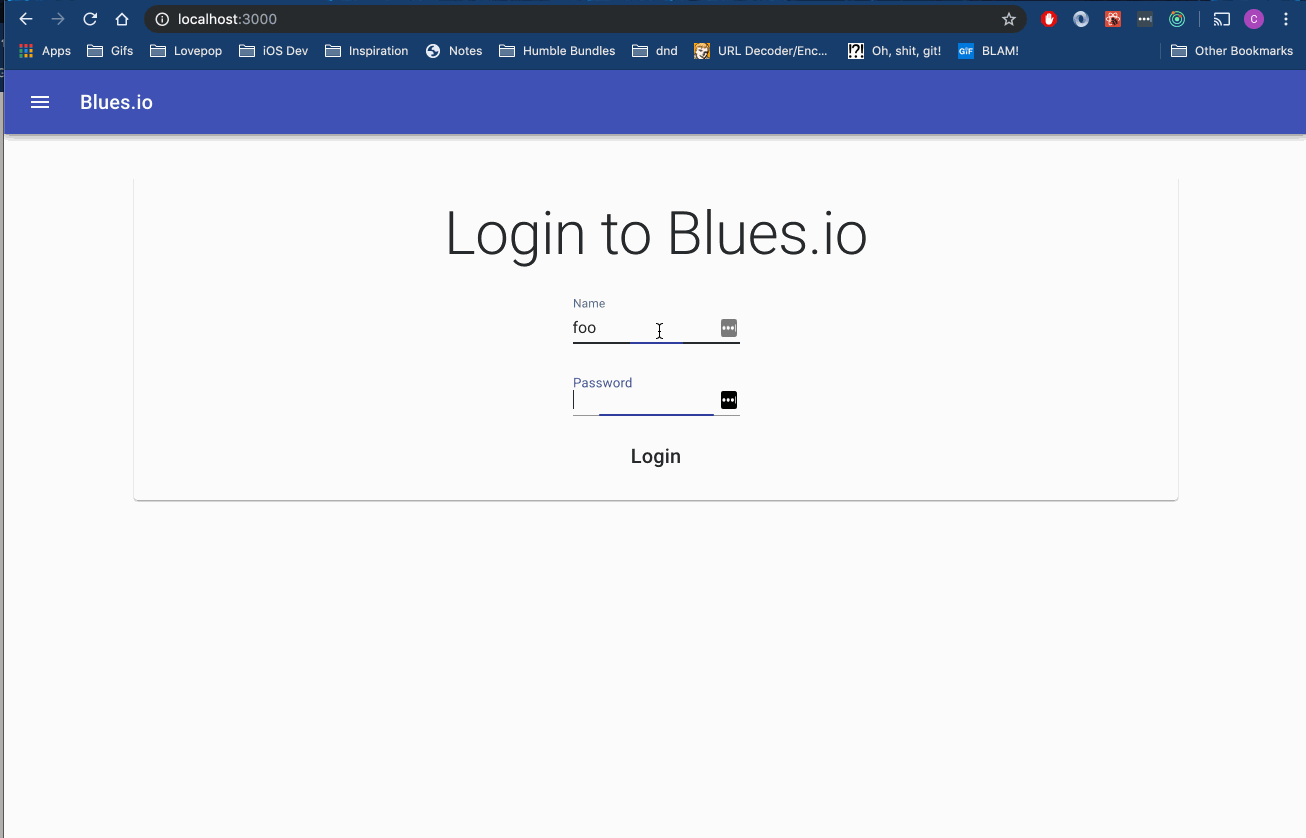 localhost:3000
C
Apps Gifs Lovepop iOS Dev Inspiration Notes Humble Bundles dnd URL Decoder/Enc... Oh, shit, git! GIF BLAM! Other Bookmarks
Blues.io
Login to Blues.io
Name
foo
Password
Login